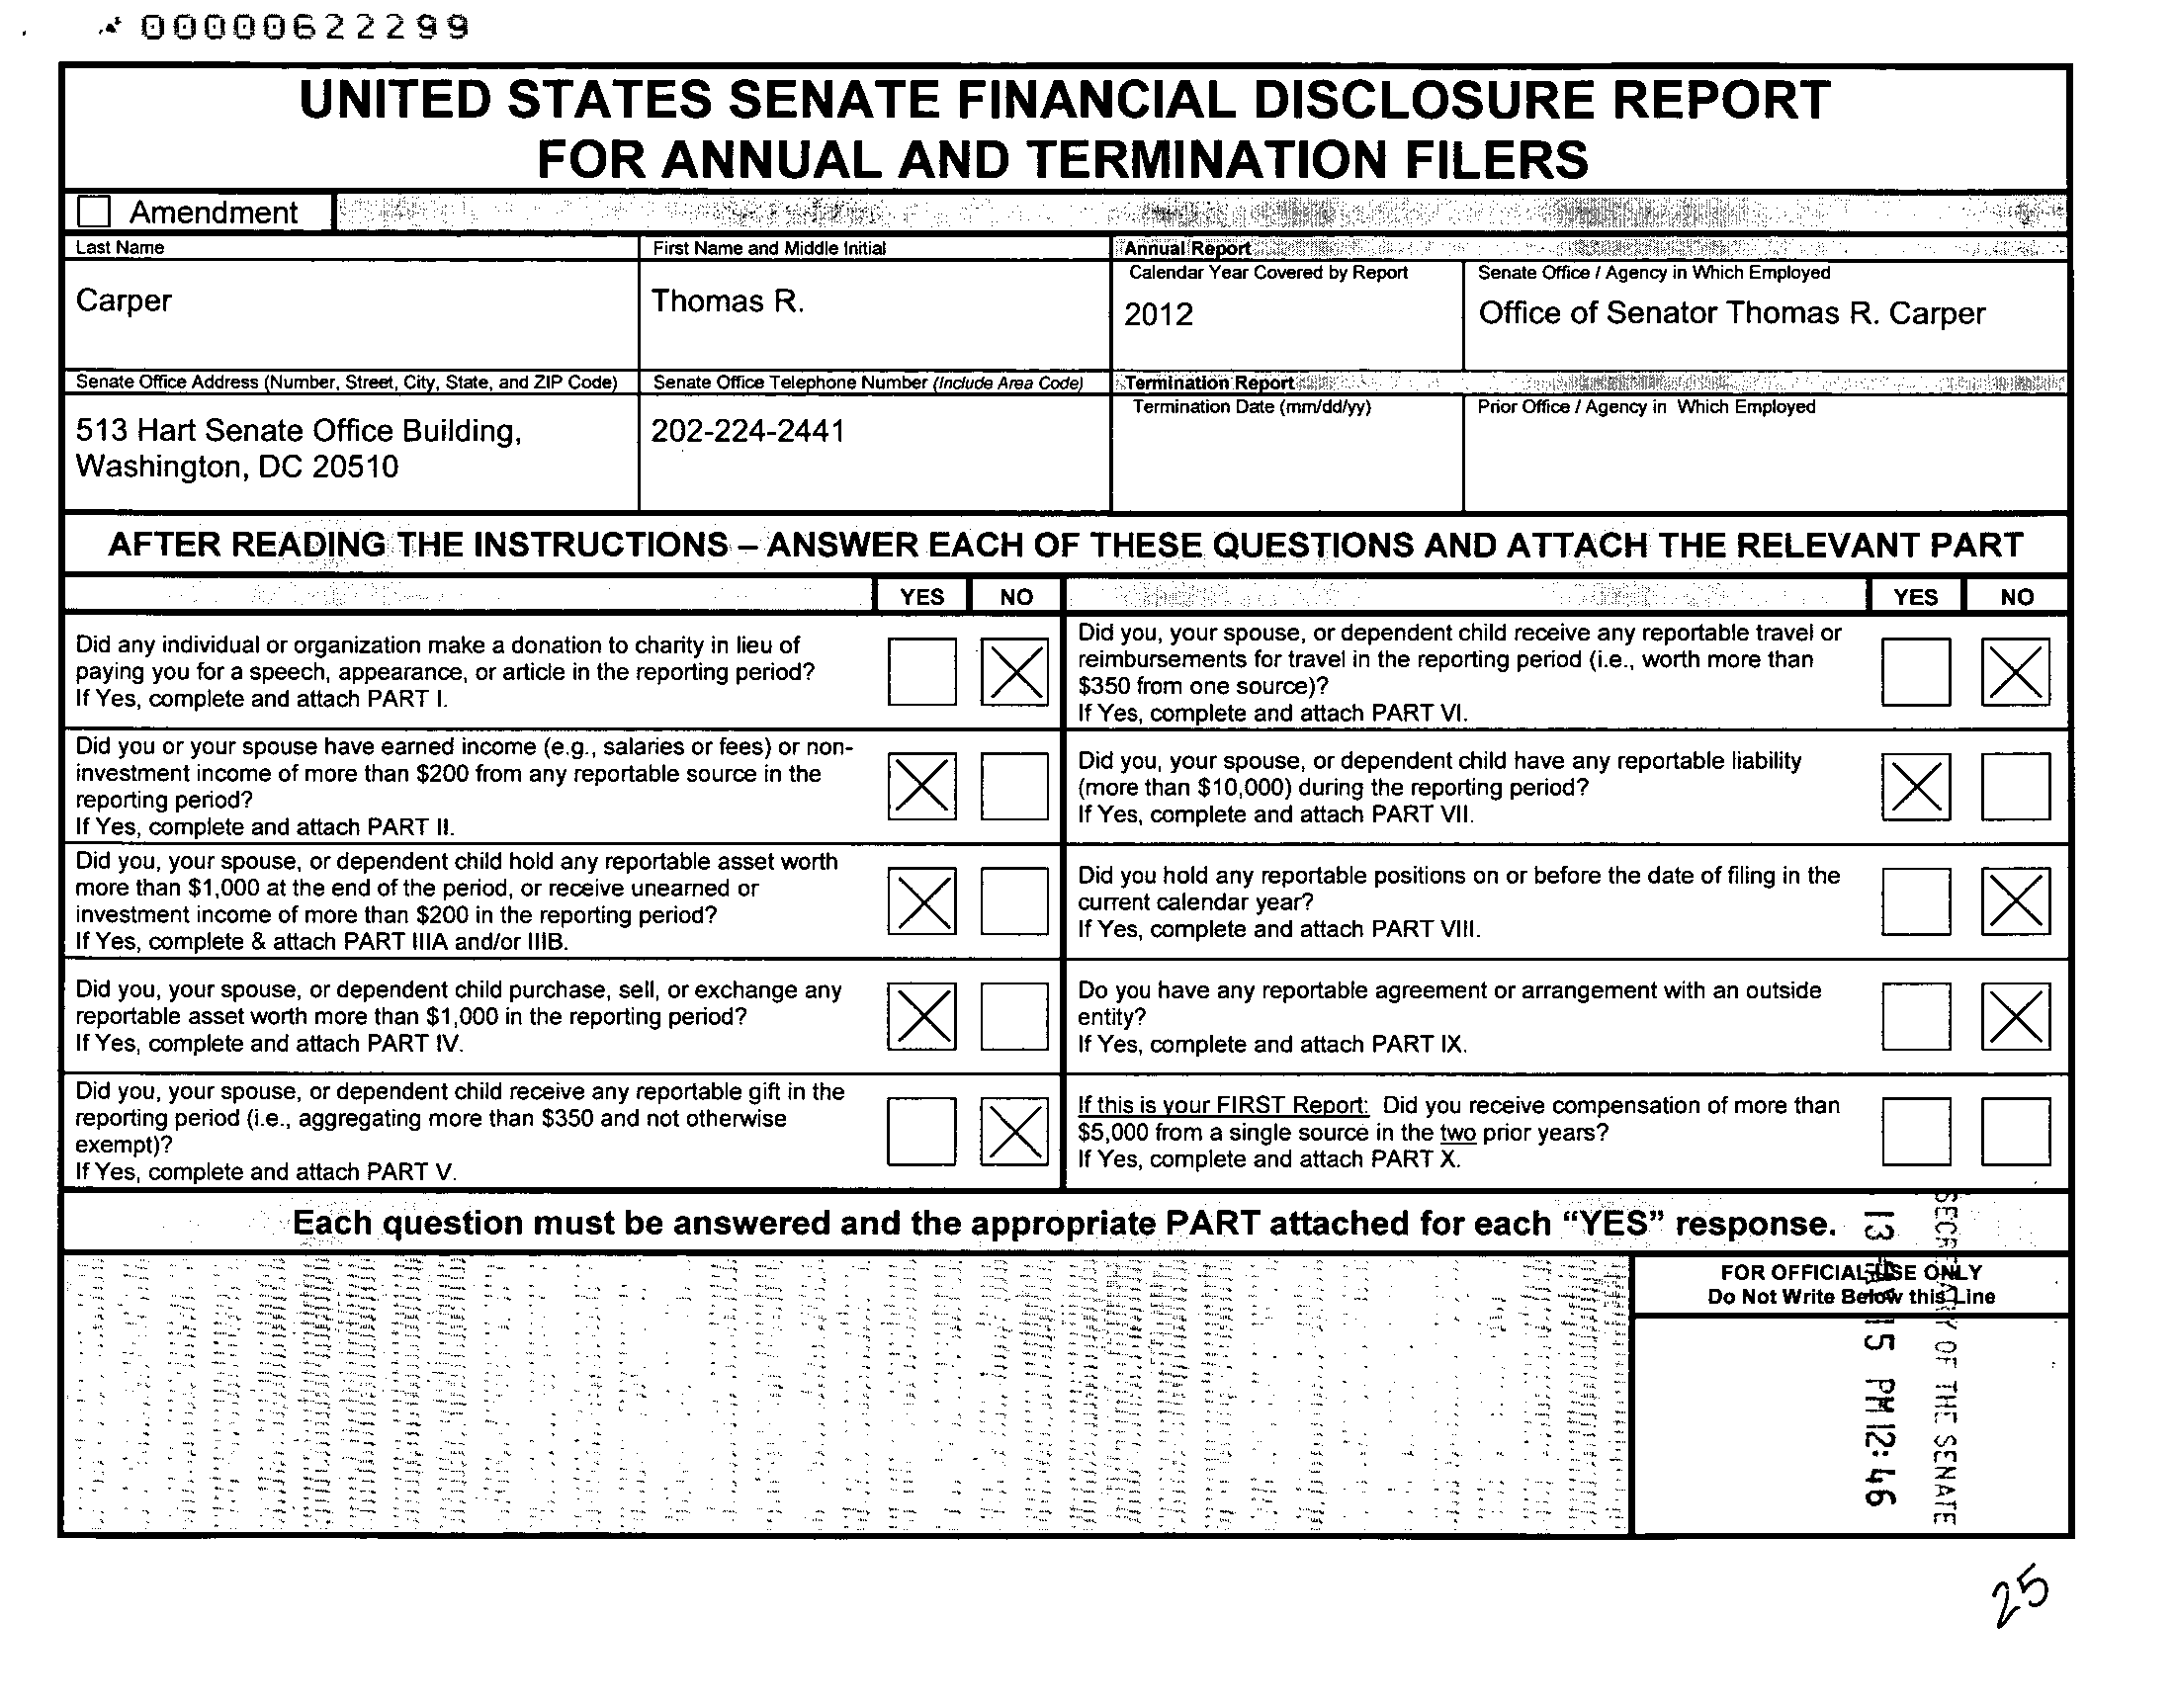 00000622299
UNITED STATES SENATE FINANCIAL DISCLOSURE REPORT
FOR ANNUAL AND TERMINATION FILERS
Amendment
Last Name
Carper
First Name and Middle Initial
Thomas R.
Annual Report
Calendar Year Covered by Report
2012
Senate Office / Agency in Which Employed
Office of Senator Thomas R. Carper
Senate Office Address (Number, Street, City, State, and ZIP Code)
513 Hart Senate Office Building,
Washington, DC 20510
Senate Office Telephone Number (Include Area Code)
202-224-2441
Termination Report
Termination Date (mm/dd/yy)
Prior Office / Agency in Which Employed
AFTER READING THE INSTRUCTIONS – ANSWER EACH OF THESE QUESTIONS AND ATTACH THE RELEVANT PART
YES NO
Did any individual or organization make a donation to charity in lieu of
paying you for a speech, appearance, or article in the reporting period?
If Yes, complete and attach PART I.
Did you or your spouse have earned income (e.g., salaries or fees) or non-
investment income of more than $200 from any reportable source in the
reporting period?
If Yes, complete and attach PART II.
Did you, your spouse, or dependent child hold any reportable asset worth
more than $1,000 at the end of the period, or receive unearned or
investment income of more than $200 in the reporting period?
If Yes, complete & attach PART IIIA and/or IIIB.
Did you, your spouse, or dependent child purchase, sell, or exchange any
reportable asset worth more than $1,000 in the reporting period?
If Yes, complete and attach PART IV.
Did you, your spouse, or dependent child receive any reportable gift in the
reporting period (i.e., aggregating more than $350 and not otherwise
exempt)?
If Yes, complete and attach PART V.
YES NO
Did you, your spouse, or dependent child receive any reportable travel or
reimbursements for travel in the reporting period (i.e., worth more than
$350 from one source)?
If Yes, complete and attach PART VI.
Did you, your spouse, or dependent child have any reportable liability
(more than $10,000) during the reporting period?
If Yes, complete and attach PART VII.
Did you hold any reportable positions on or before the date of filing in the
current calendar year?
If Yes, complete and attach PART VIII.
Do you have any reportable agreement or arrangement with an outside
entity?
If Yes, complete and attach PART IX.
If this is your FIRST Report: Did you receive compensation of more than
$5,000 from a single source in the two prior years?
If Yes, complete and attach PART X.
Each question must be answered and the appropriate PART attached for each “YES” response.
FOR OFFICIAL USE ONLY
Do Not Write Below this Line
SECRETARY OF THE SENATE
13 15 PM 12:46
25